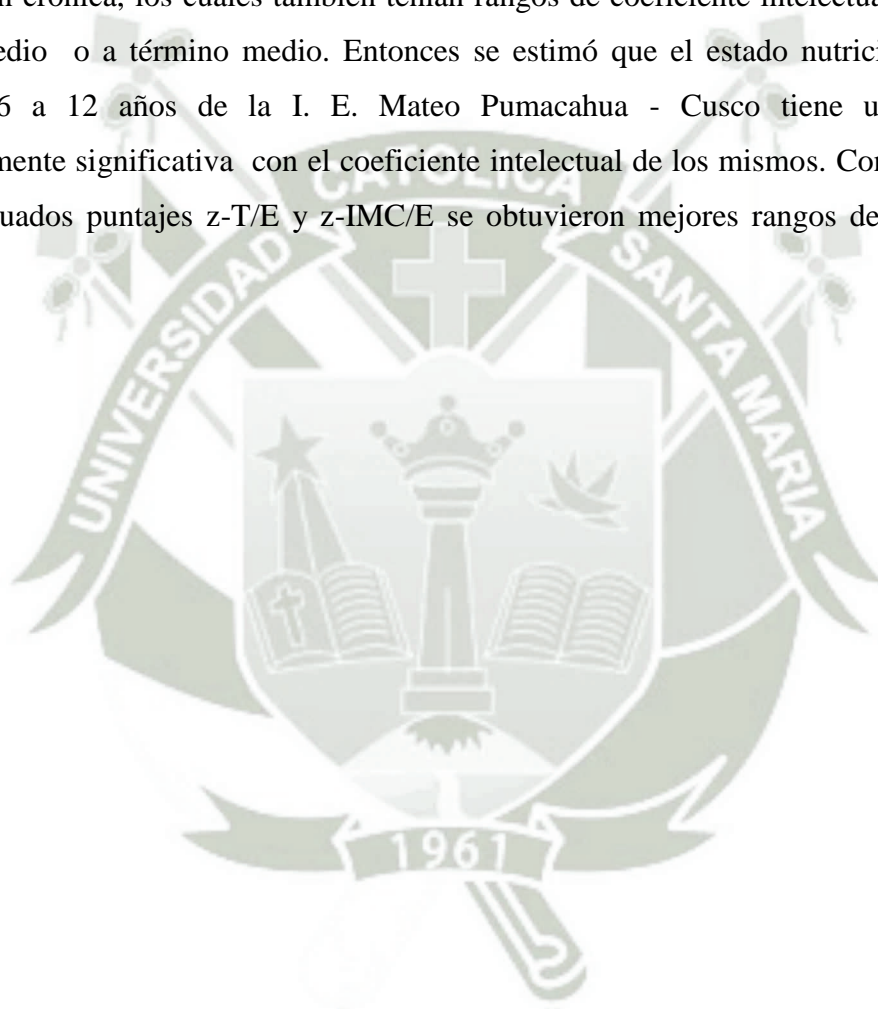 n crónica, los cuales también tenían rangos de coeficiente intelectua
edio o a término medio. Entonces se estimó que el estado nutrici
6 a 12 años de la I. E. Mateo Pumacahua - Cusco tiene u
mente significativa con el coeficiente intelectual de los mismos. Con
uados puntajes z-T/E y z-IMC/E se obtuvieron mejores rangos de
UNIVERSIDAD CATOLICA SANTA MARIA
1961